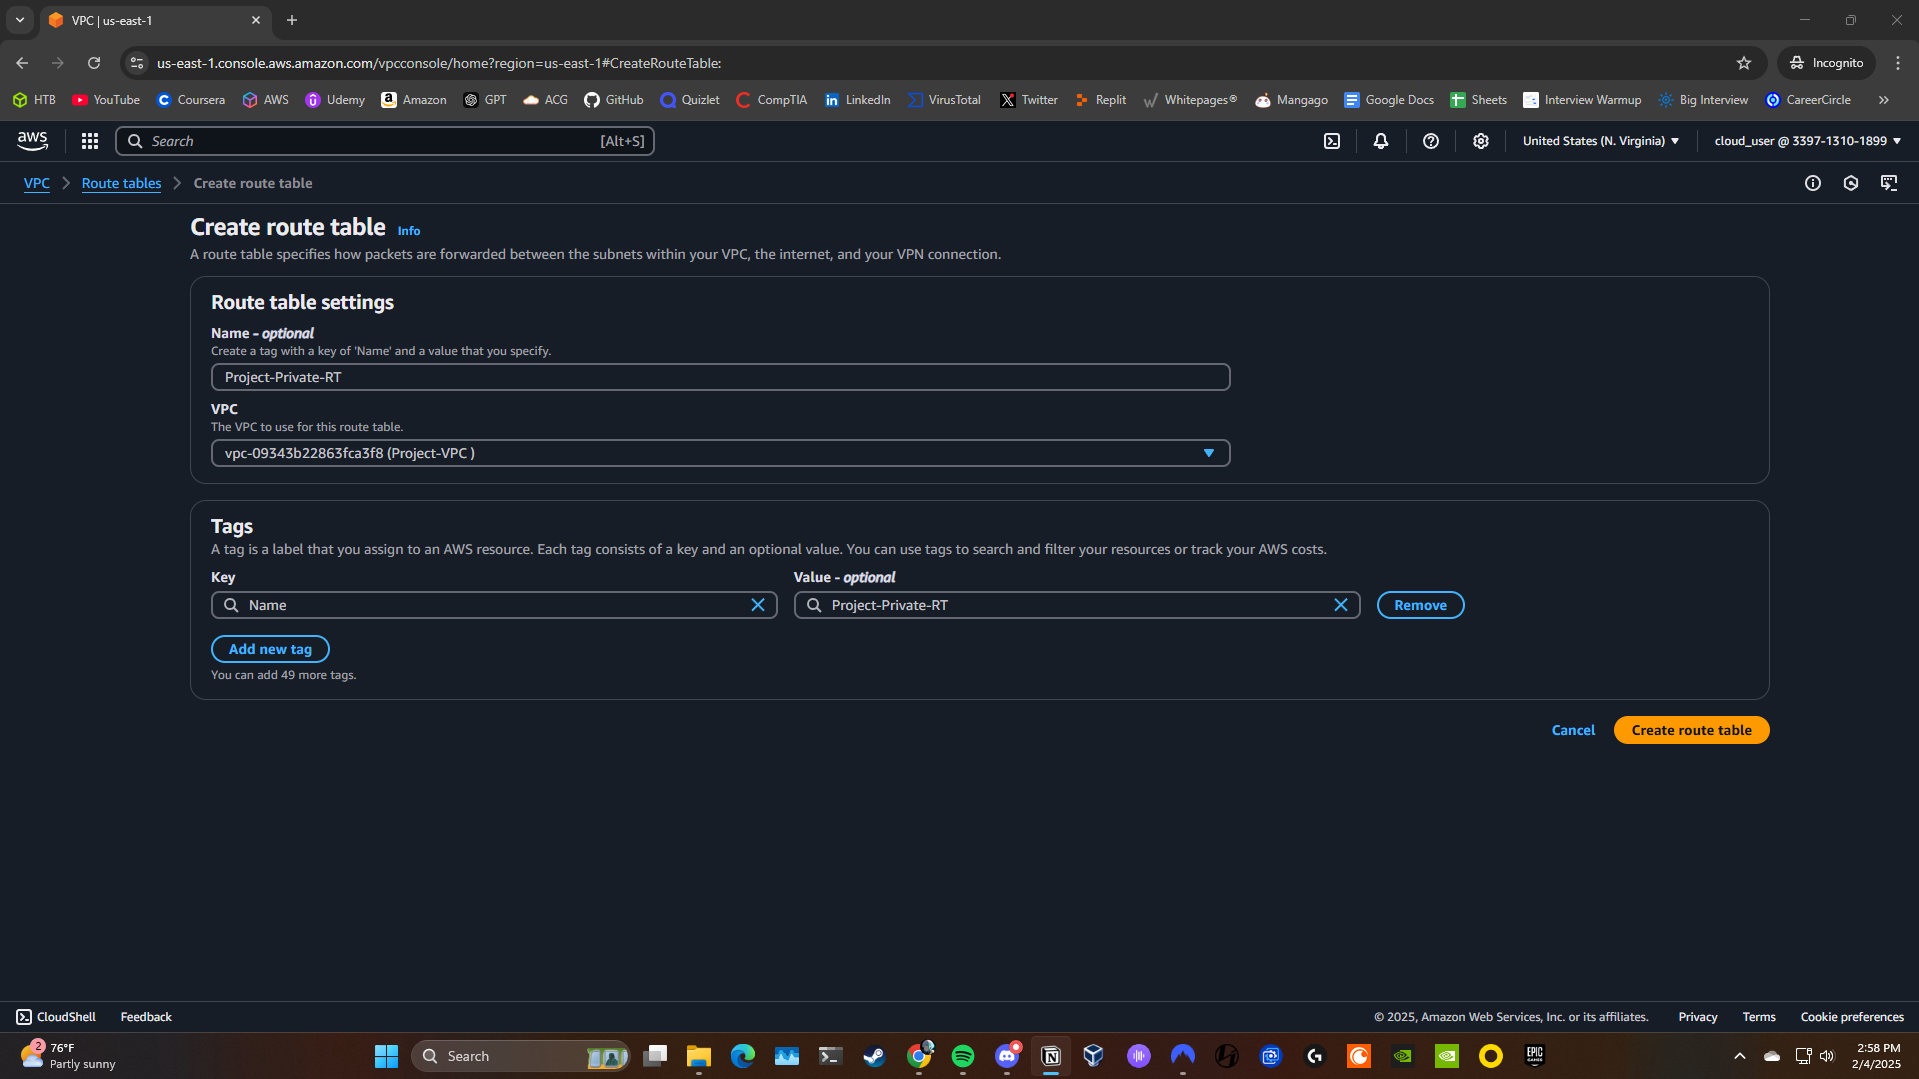 VPC | us-east-1
us-east-1.console.aws.amazon.com/vpcconsole/home?region=us-east-1#CreateRouteTable:
Incognito
HTB YouTube Coursera AWS Udemy Amazon GPT ACG GitHub Quizlet CompTIA LinkedIn VirusTotal Twitter Replit Whitepages® Mangago Google Docs Sheets Interview Warmup Big Interview CareerCircle
aws
Search [Alt+S]
United States (N. Virginia)
cloud_user @ 3397-1310-1899
VPC Route tables Create route table
Create route table Info
A route table specifies how packets are forwarded between the subnets within your VPC, the internet, and your VPN connection.
Route table settings
Name - optional
Create a tag with a key of 'Name' and a value that you specify.
Project-Private-RT
VPC
The VPC to use for this route table.
vpc-09343b22863fca3f8 (Project-VPC )
Tags
A tag is a label that you assign to an AWS resource. Each tag consists of a key and an optional value. You can use tags to search and filter your resources or track your AWS costs.
Key Value - optional
Name Project-Private-RT Remove
Add new tag
You can add 49 more tags.
Cancel Create route table
CloudShell Feedback
© 2025, Amazon Web Services, Inc. or its affiliates. Privacy Terms Cookie preferences
2
76°F
Partly sunny
Search
EPIC
GAMES
2:58 PM
2/4/2025